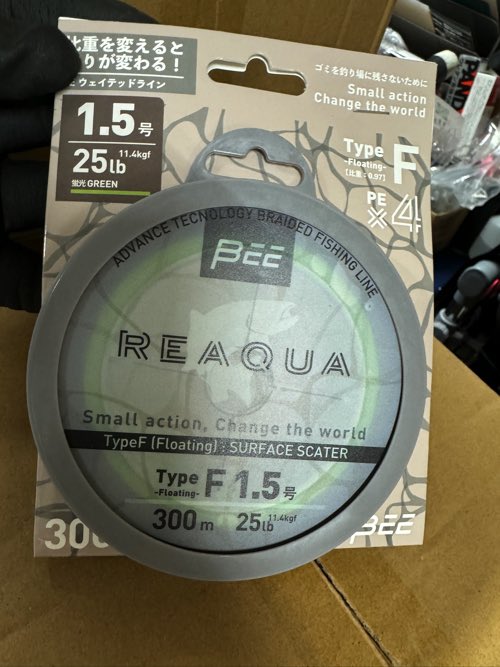 比重を変えると
りが変わる！
ウェイテッドライン
ゴミを釣り場に残さないために
Small action
Change the world
1.5号
25lb 11.4kgf
蛍光GREEN
Type F
-Floating-
[比重:0.97]
PE ×4
ADVANCE TECNOLOGY BRAIDED FISHING LINE
BEE
REAQUA
Small action, Change the world
TypeF (Floating) : SURFACE SCATER
Type F 1.5号
-Floating-
300m 25lb 11.4kgf
300
BEE